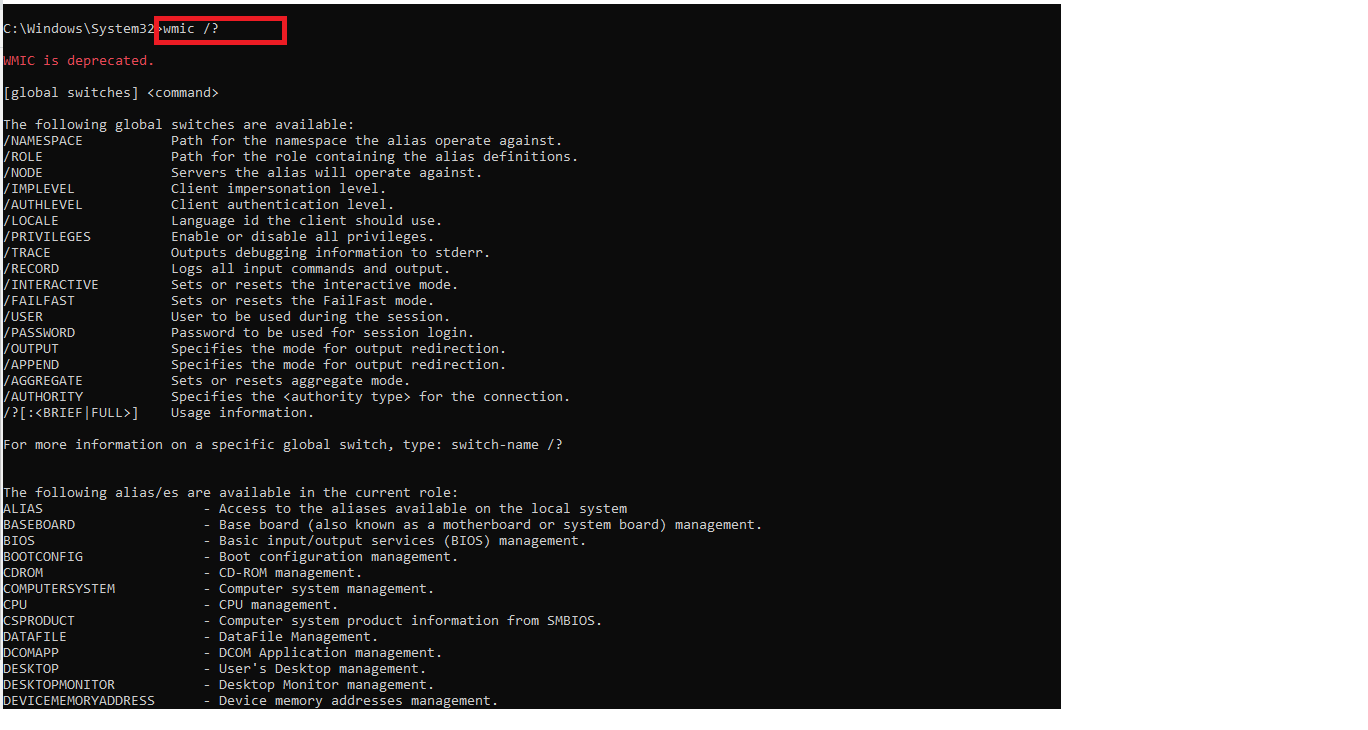 C:\Windows\System32>wmic /?
WMIC is deprecated.
[global switches] <command>
The following global switches are available:
/NAMESPACE           Path for the namespace the alias operate against.
/ROLE                Path for the role containing the alias definitions.
/NODE                Servers the alias will operate against.
/IMPLEVEL            Client impersonation level.
/AUTHLEVEL           Client authentication level.
/LOCALE              Language id the client should use.
/PRIVILEGES          Enable or disable all privileges.
/TRACE               Outputs debugging information to stderr.
/RECORD              Logs all input commands and output.
/INTERACTIVE         Sets or resets the interactive mode.
/FAILFAST            Sets or resets the FailFast mode.
/USER                User to be used during the session.
/PASSWORD            Password to be used for session login.
/OUTPUT              Specifies the mode for output redirection.
/APPEND              Specifies the mode for output redirection.
/AGGREGATE           Sets or resets aggregate mode.
/AUTHORITY           Specifies the <authority type> for the connection.
/?[:<BRIEF|FULL>]    Usage information.
For more information on a specific global switch, type: switch-name /?
The following alias/es are available in the current role:
ALIAS                    - Access to the aliases available on the local system
BASEBOARD                - Base board (also known as a motherboard or system board) management.
BIOS                     - Basic input/output services (BIOS) management.
BOOTCONFIG               - Boot configuration management.
CDROM                    - CD-ROM management.
COMPUTERSYSTEM           - Computer system management.
CPU                      - CPU management.
CSPRODUCT                - Computer system product information from SMBIOS.
DATAFILE                 - DataFile Management.
DCOMAPP                  - DCOM Application management.
DESKTOP                  - User's Desktop management.
DESKTOPMONITOR           - Desktop Monitor management.
DEVICEMEMORYADDRESS      - Device memory addresses management.